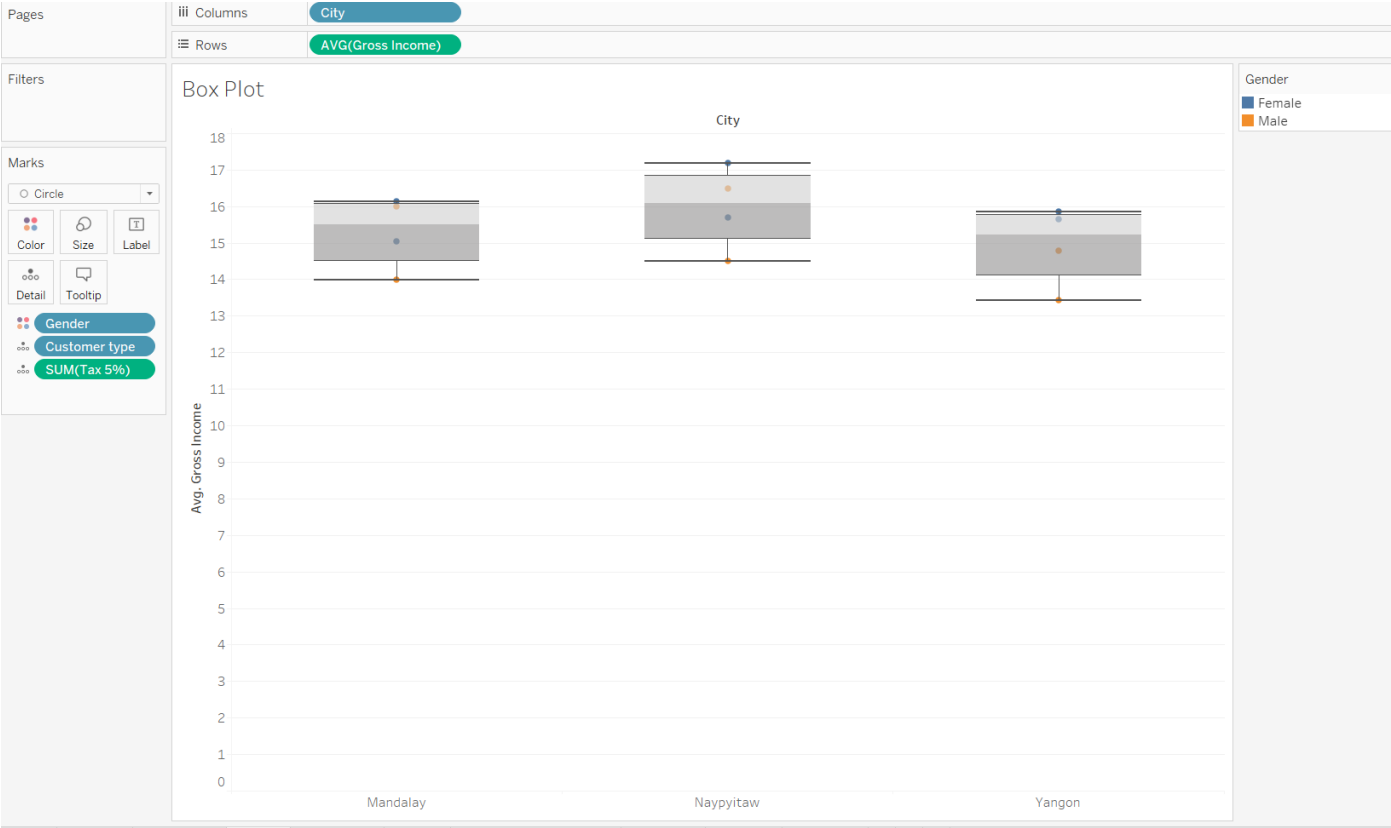 Pages
Columns
City
Rows
AVG(Gross Income)
Filters
Marks
Circle
Color
Size
Label
Detail
Tooltip
Gender
Customer type
SUM(Tax 5%)
Box Plot
City
18
17
16
15
14
13
12
11
10
9
8
7
6
5
4
3
2
1
0
Avg. Gross Income
Mandalay
Naypyitaw
Yangon
Gender
Female
Male